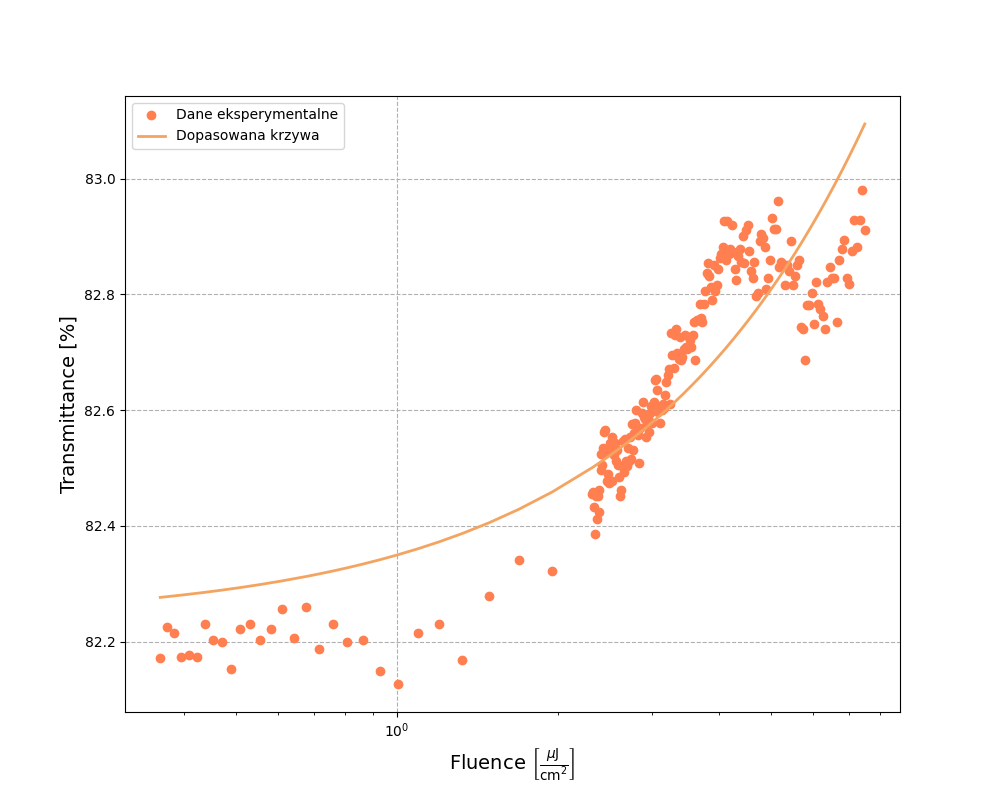 Dane eksperymentalne
Dopasowana krzywa
Transmittance [%]
83.0
82.8
82.6
82.4
82.2
10⁰
Fluence [μJ/cm²]